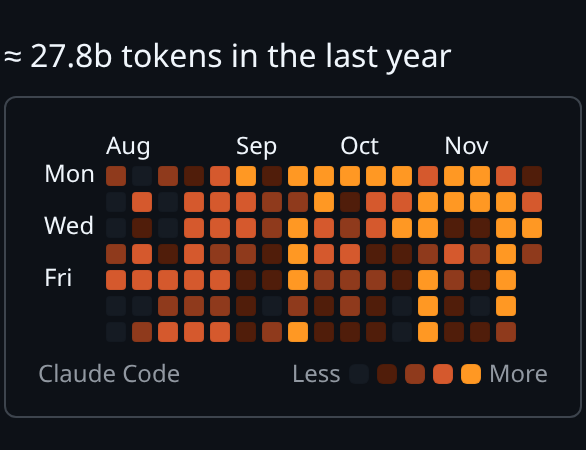 ≈ 27.8b tokens in the last year
Aug Sep Oct Nov
Mon
Wed
Fri
Claude Code Less More